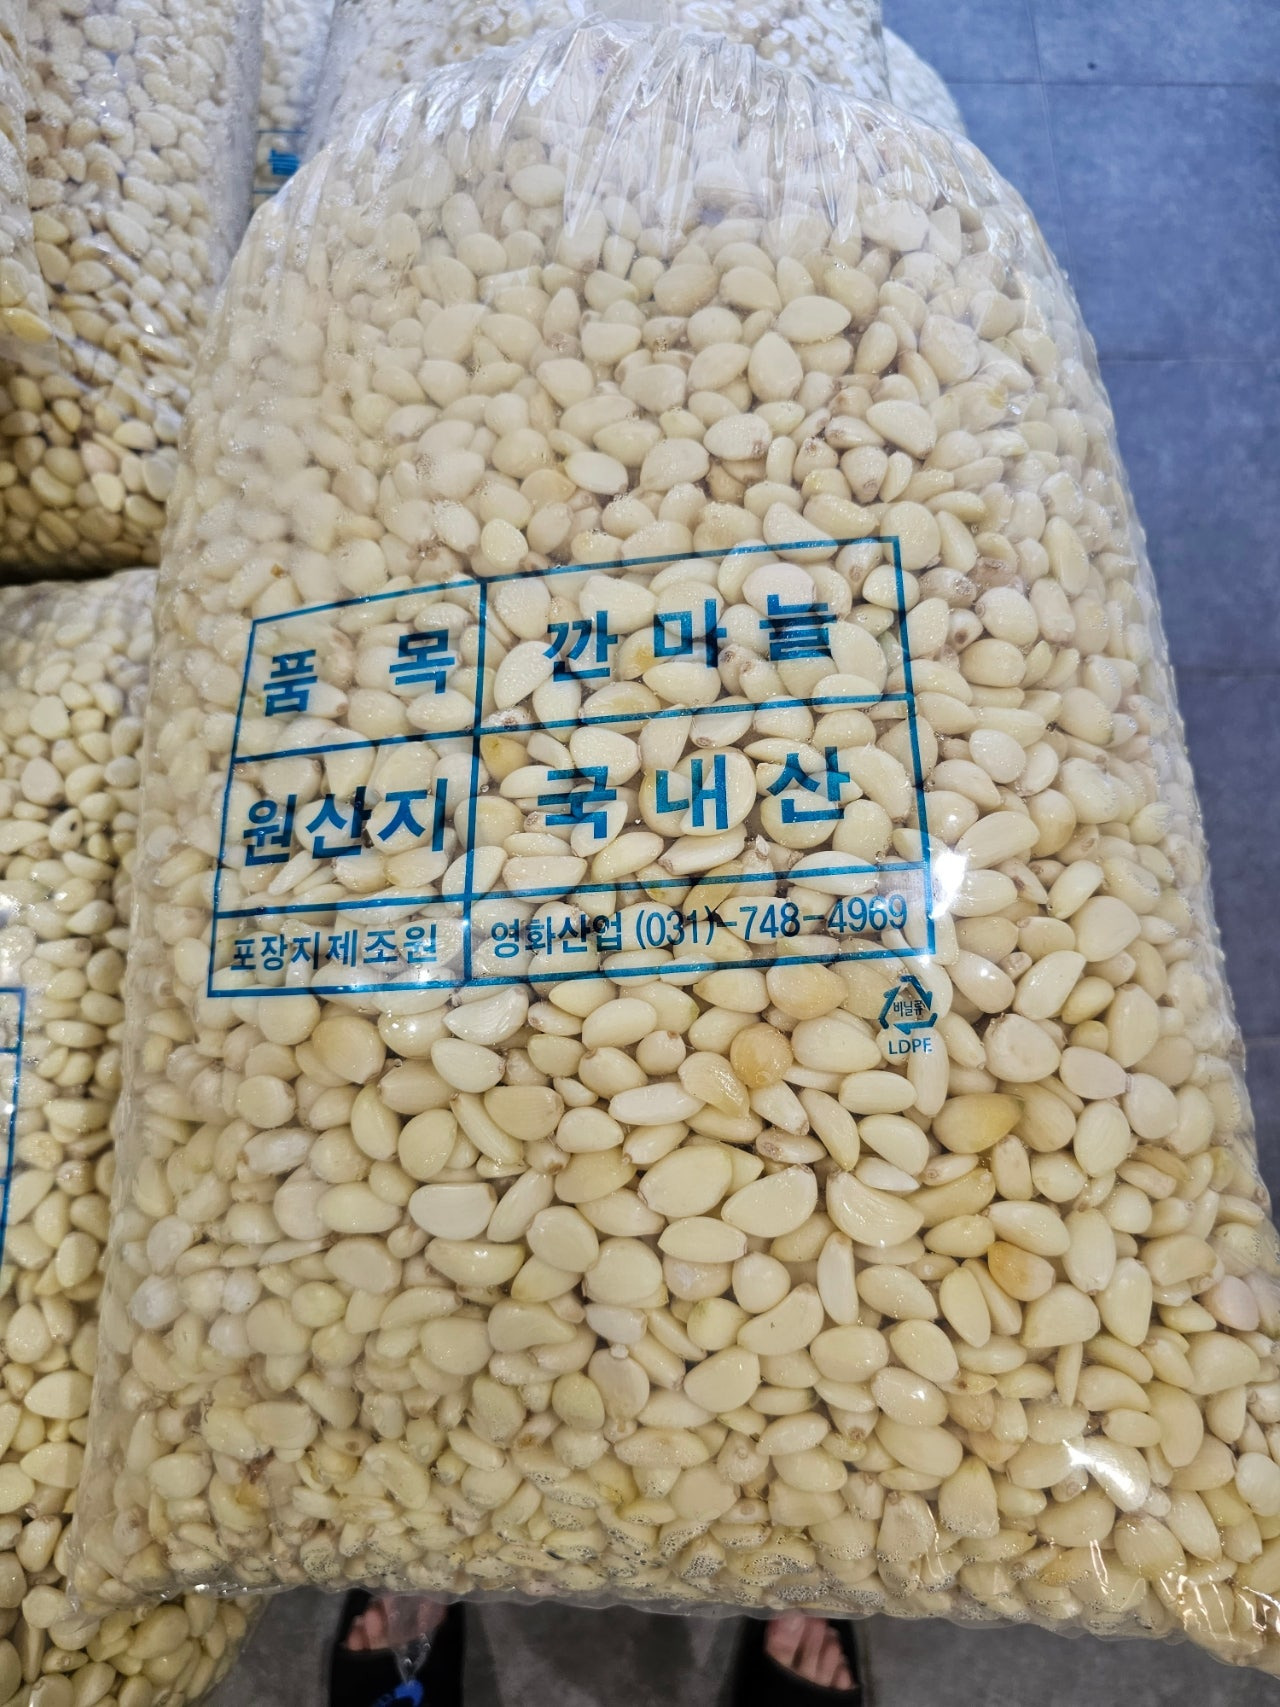 늘
품 목 깐 마 늘
원산지 국 내 산
포장지제조원 영화산업 (031)-748-4969
비닐류
LDPE